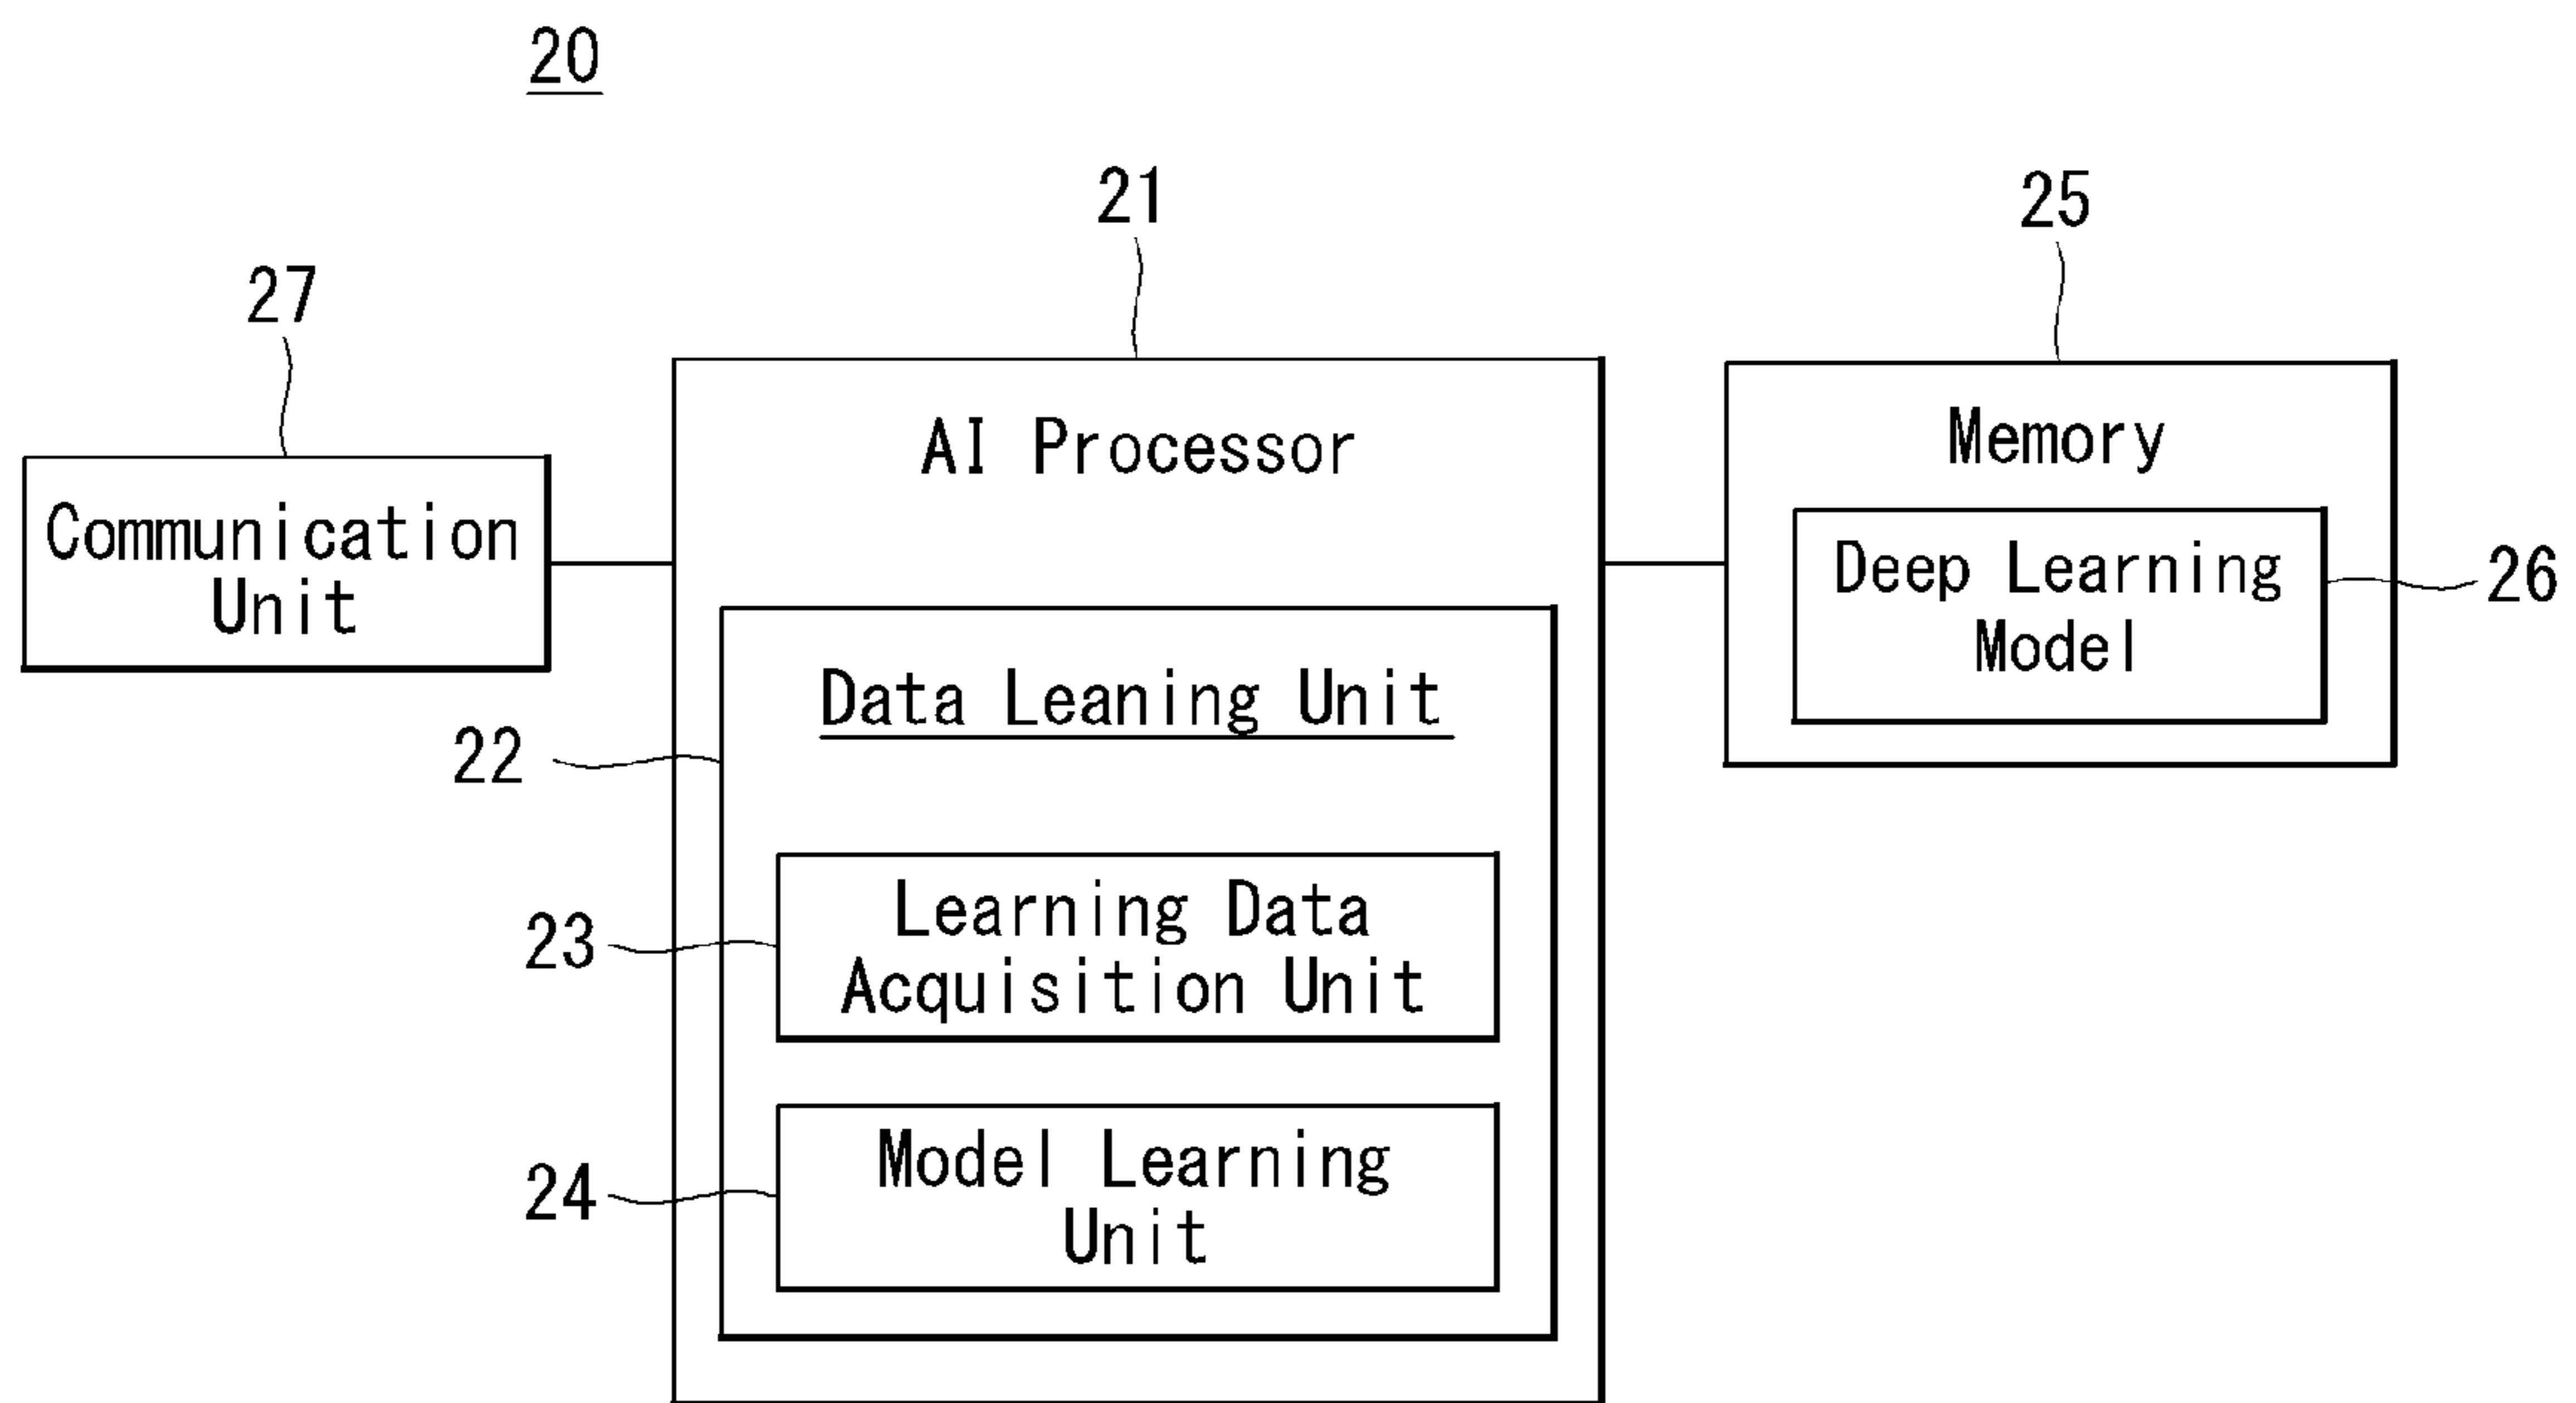 20
21
25
27
AI Processor
Memory
Communication
Unit
Deep Learning
Model
26
Data Leaning Unit
22
Learning Data
Acquisition Unit
23
Model Learning
Unit
24